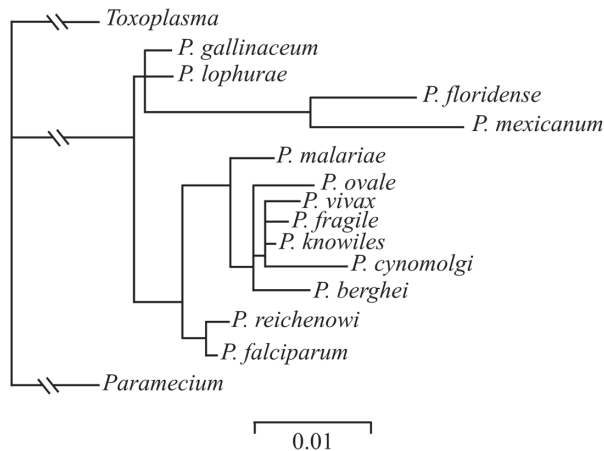 Toxoplasma
P. gallinaceum
P. lophurae
P. floridense
P. mexicanum
P. malariae
P. ovale
P. vivax
P. fragile
P. knowiles
P. cynomolgi
P. berghei
P. reichenowi
P. falciparum
Paramecium
0.01